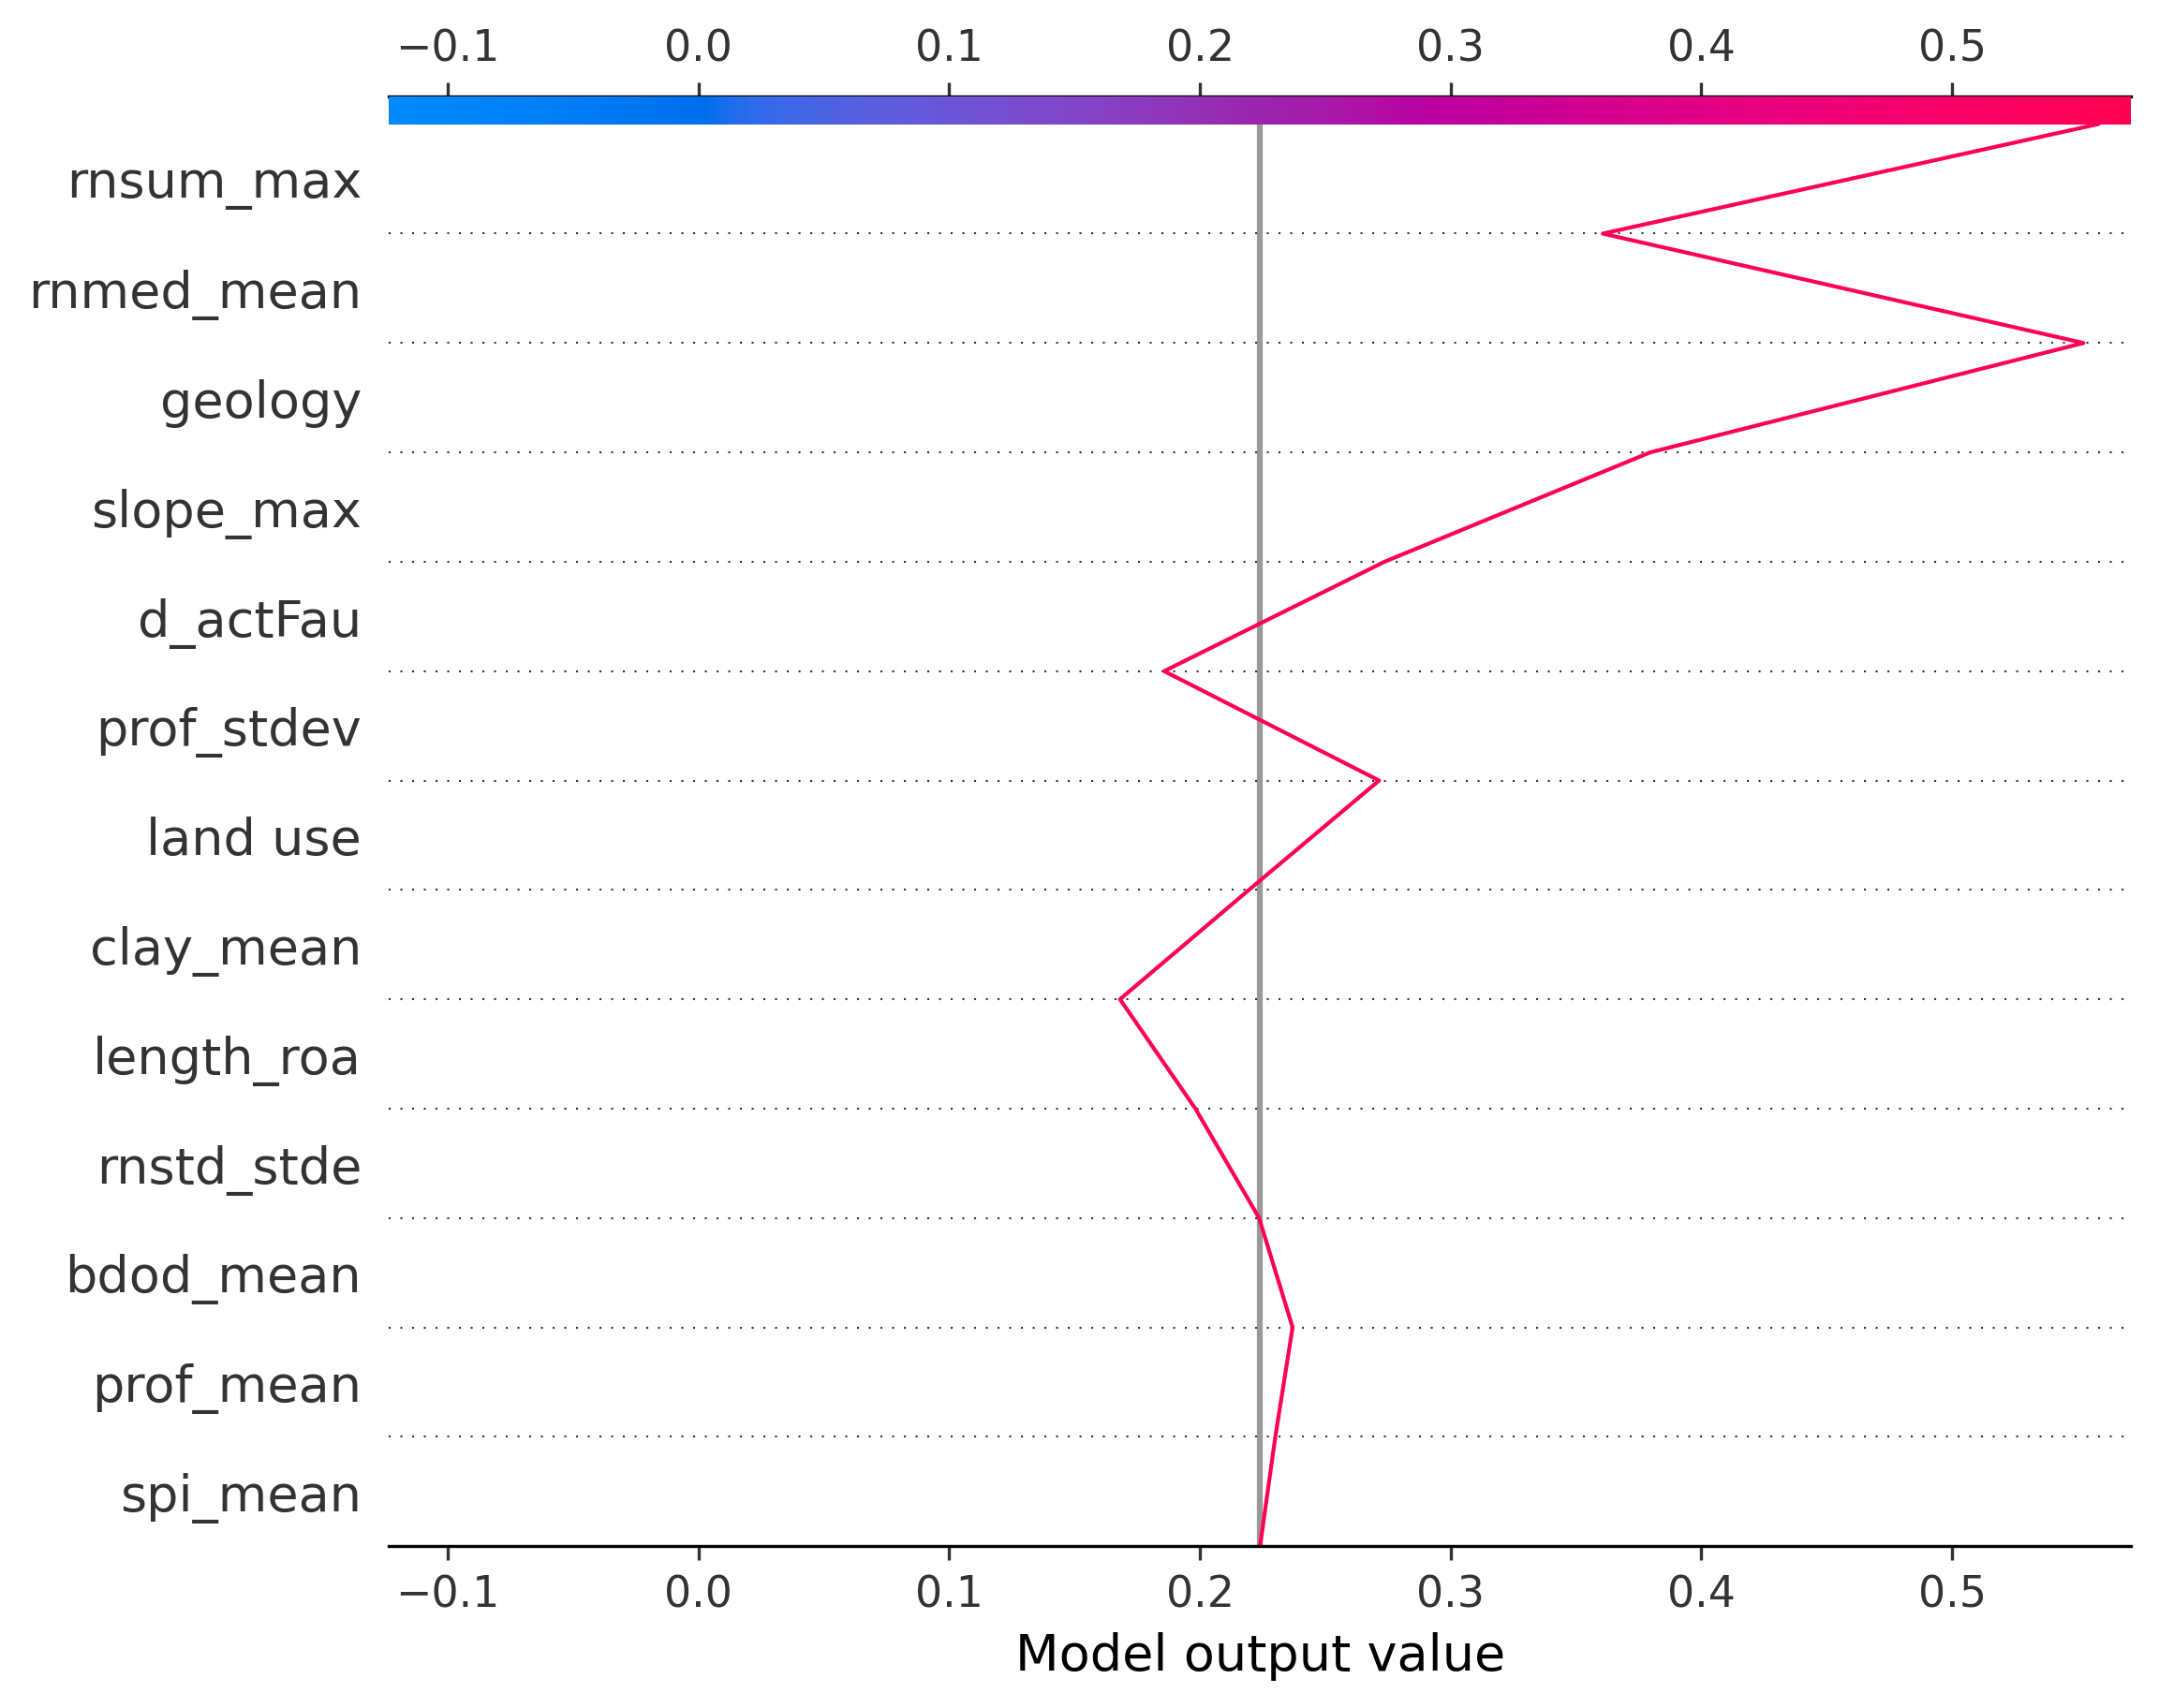 −0.1 0.0 0.1 0.2 0.3 0.4 0.5
rnsum_max
rnmed_mean
geology
slope_max
d_actFau
prof_stdev
land use
clay_mean
length_roa
rnstd_stde
bdod_mean
prof_mean
spi_mean
−0.1 0.0 0.1 0.2 0.3 0.4 0.5
Model output value